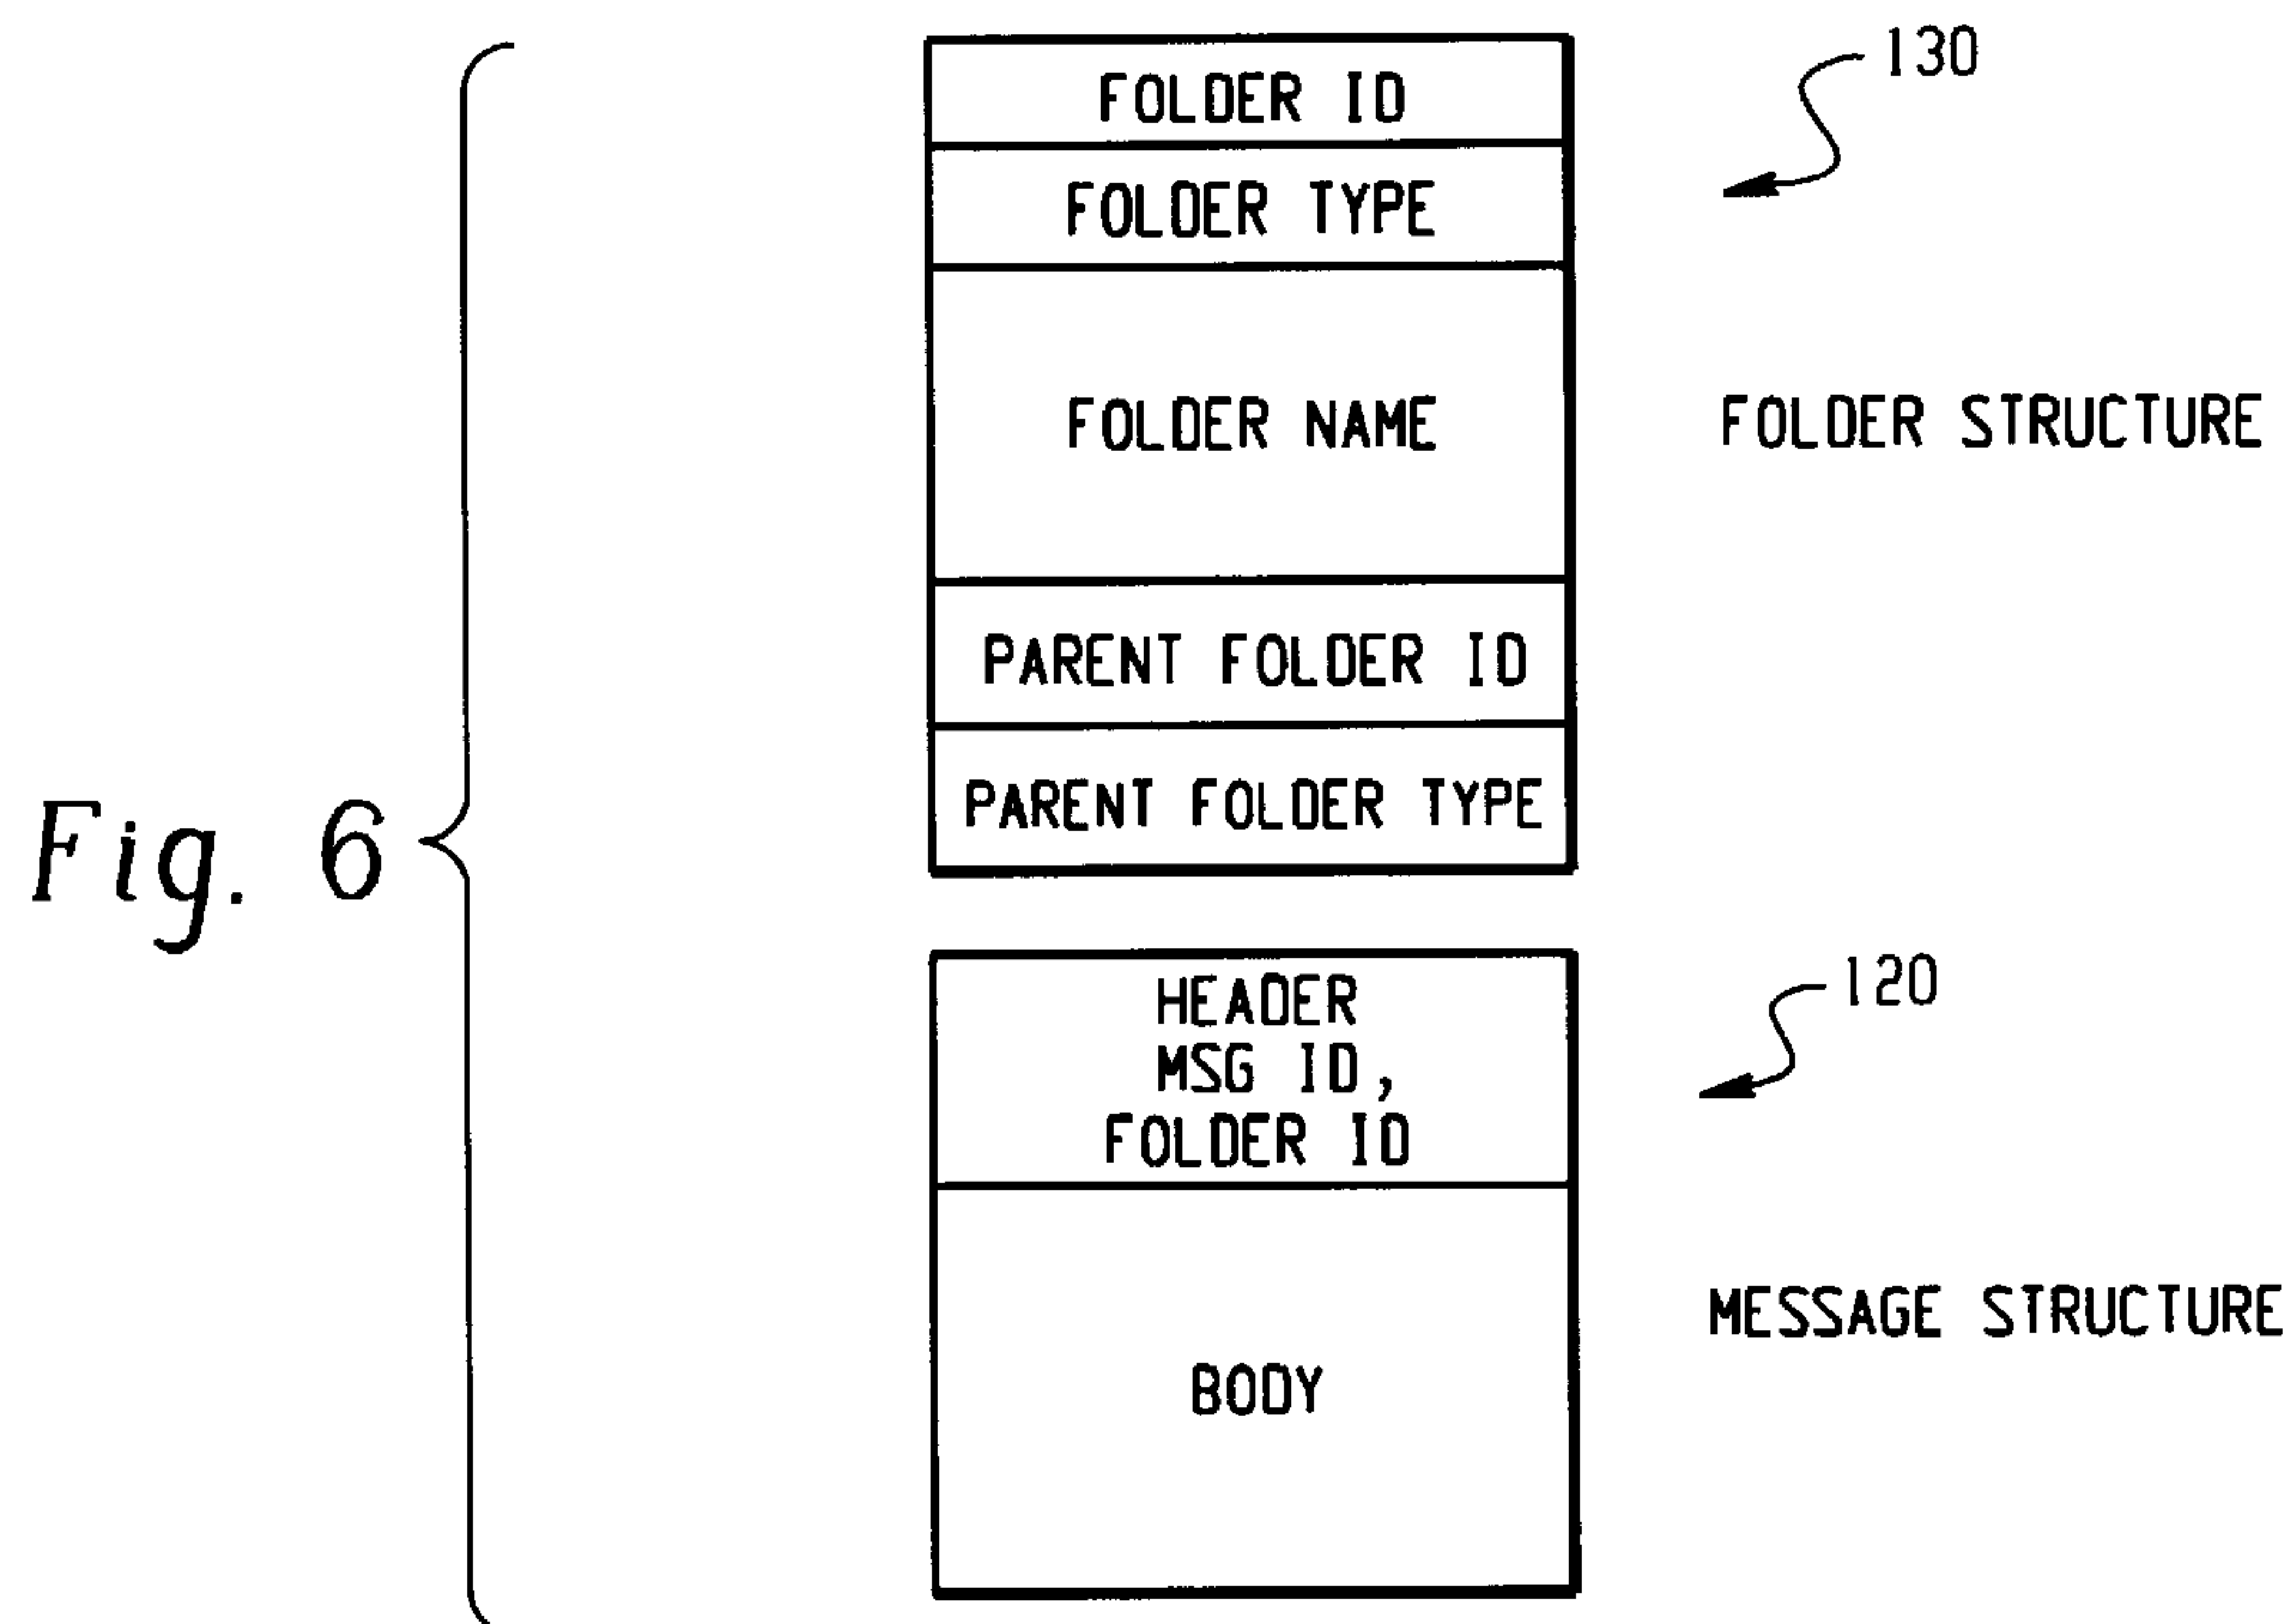 FOLDER ID
130
FOLDER TYPE
FOLDER NAME
FOLDER STRUCTURE
PARENT FOLDER ID
PARENT FOLDER TYPE
Fig. 6
HEADER
MSG ID,
FOLDER ID
120
MESSAGE STRUCTURE
BODY